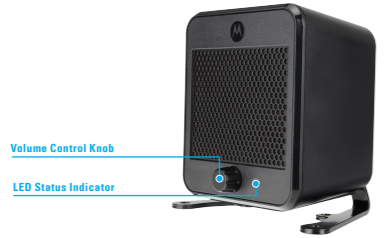 Volume Control Knob
LED Status Indicator